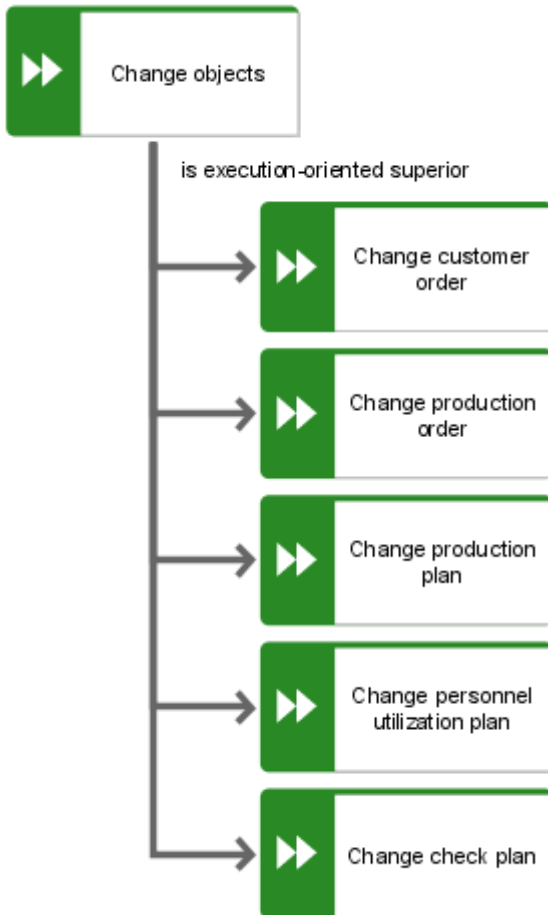 Change objects
is execution-oriented superior
Change customer
order
Change production
order
Change production
plan
Change personnel
utilization plan
Change check plan